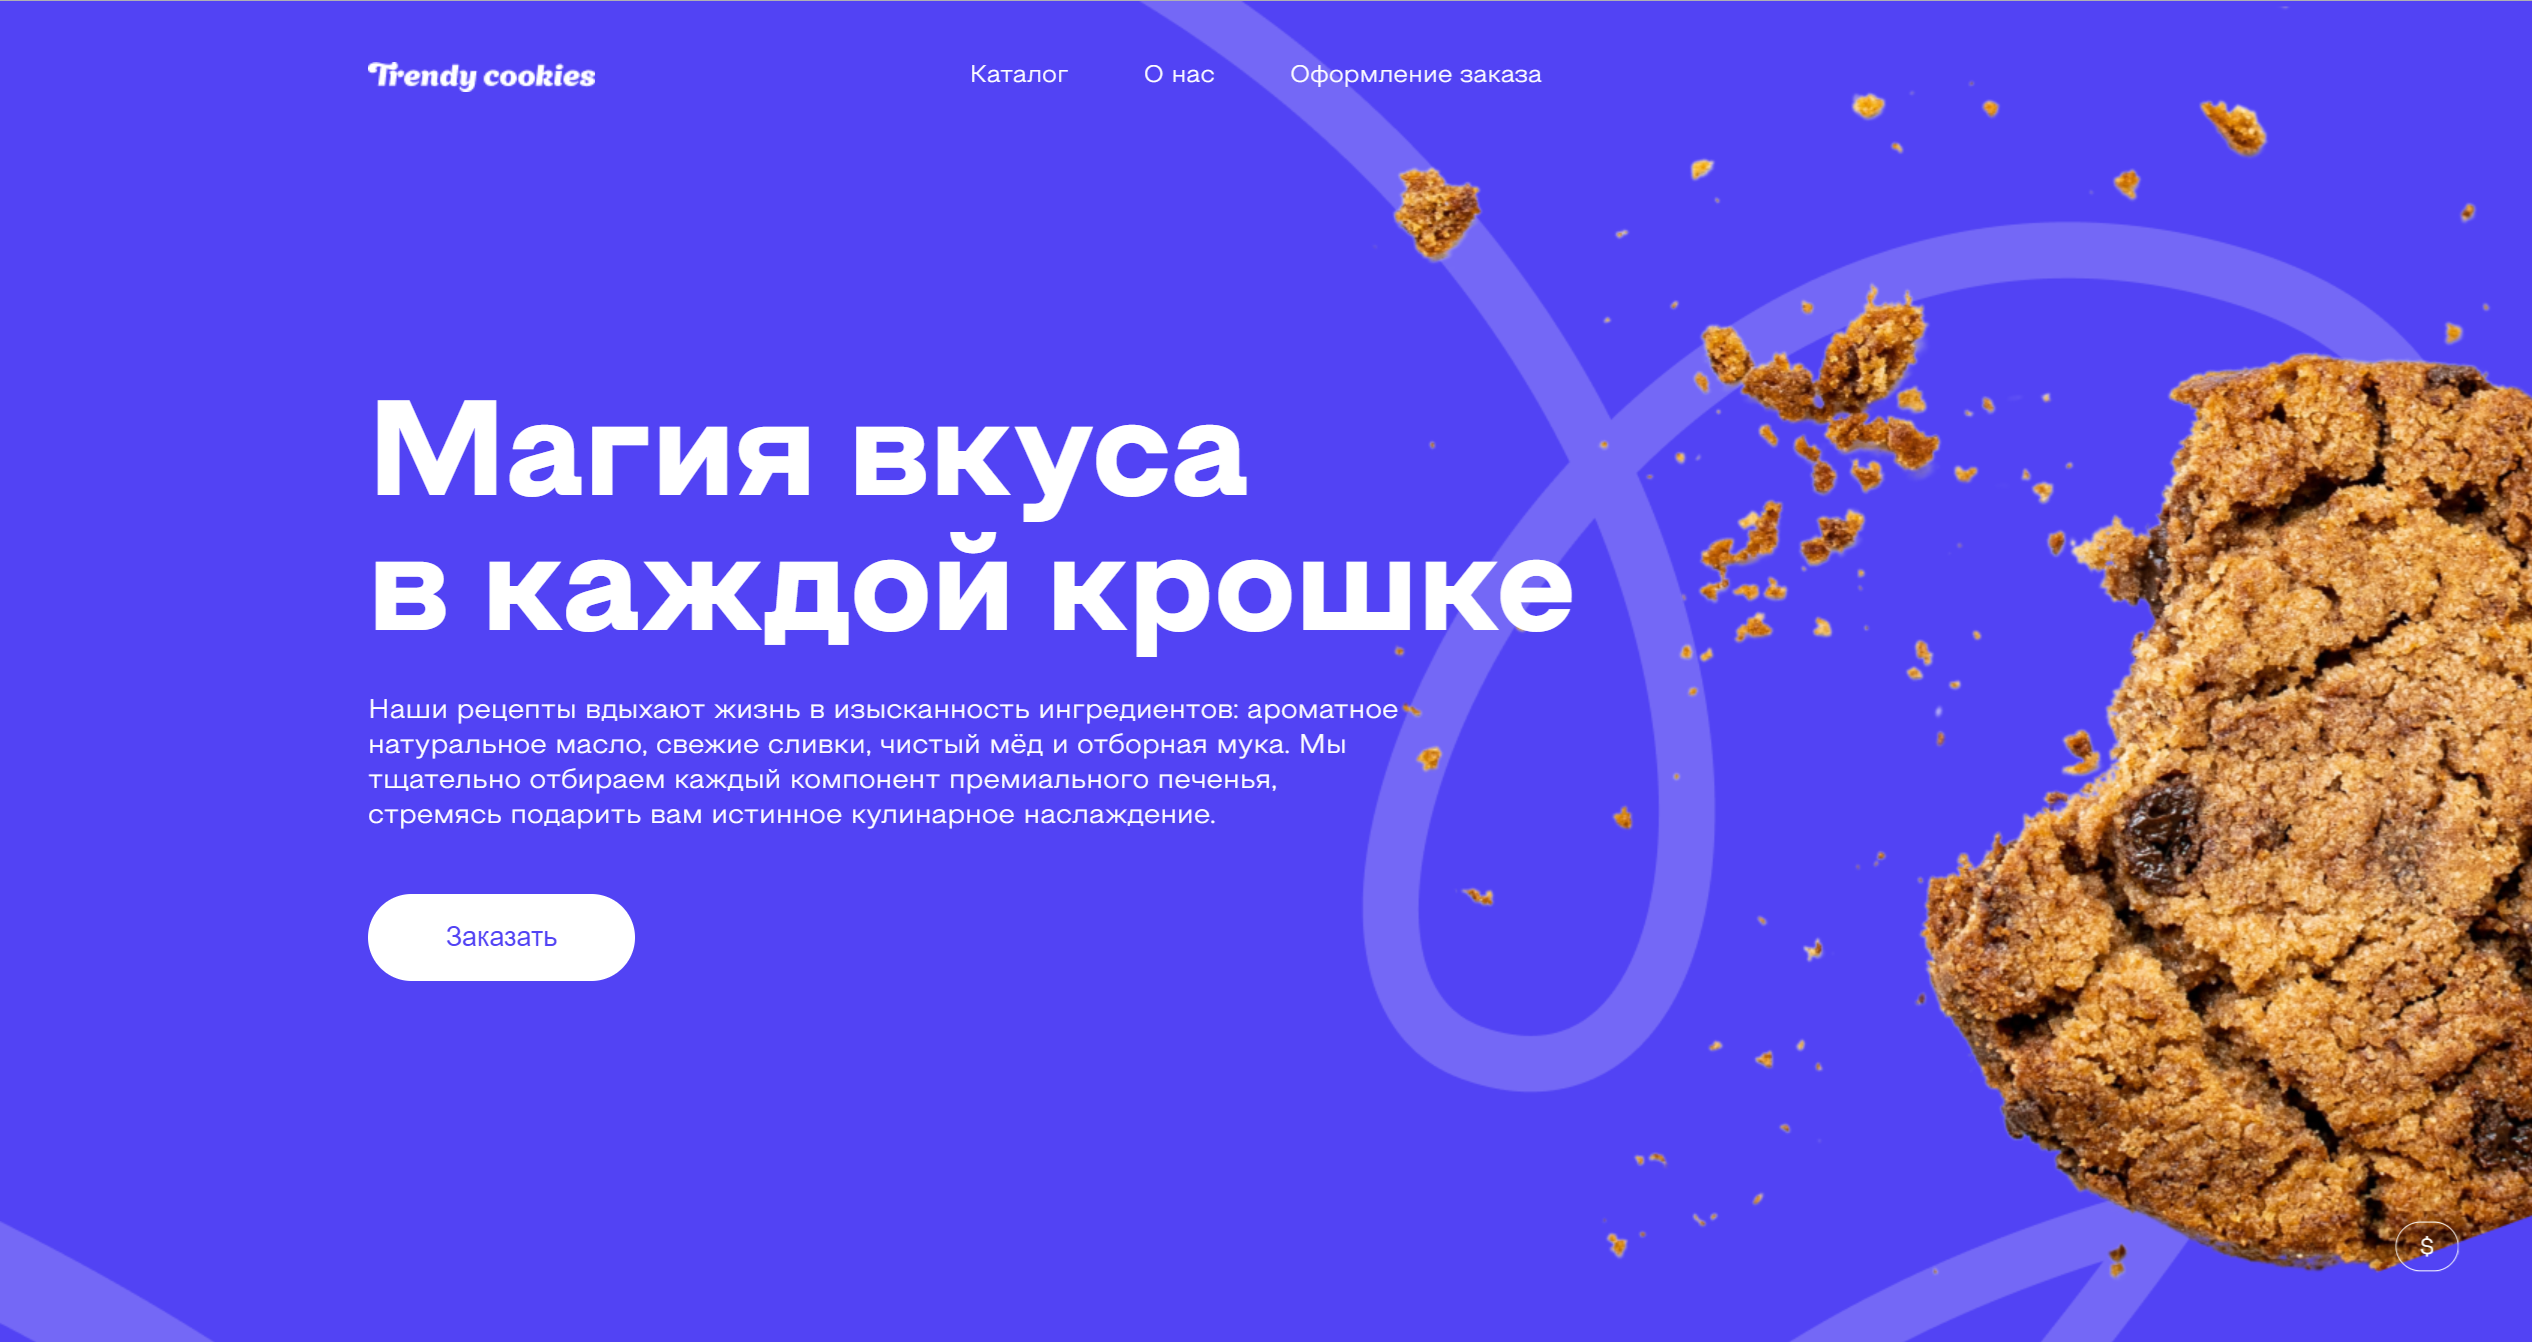 Trendy cookies
Каталог
О нас
Оформление заказа
Магия вкуса
в каждой крошке
Наши рецепты вдыхают жизнь в изысканность ингредиентов: ароматное
натуральное масло, свежие сливки, чистый мёд и отборная мука. Мы
тщательно отбираем каждый компонент премиального печенья,
стремясь подарить вам истинное кулинарное наслаждение.
Заказать
$